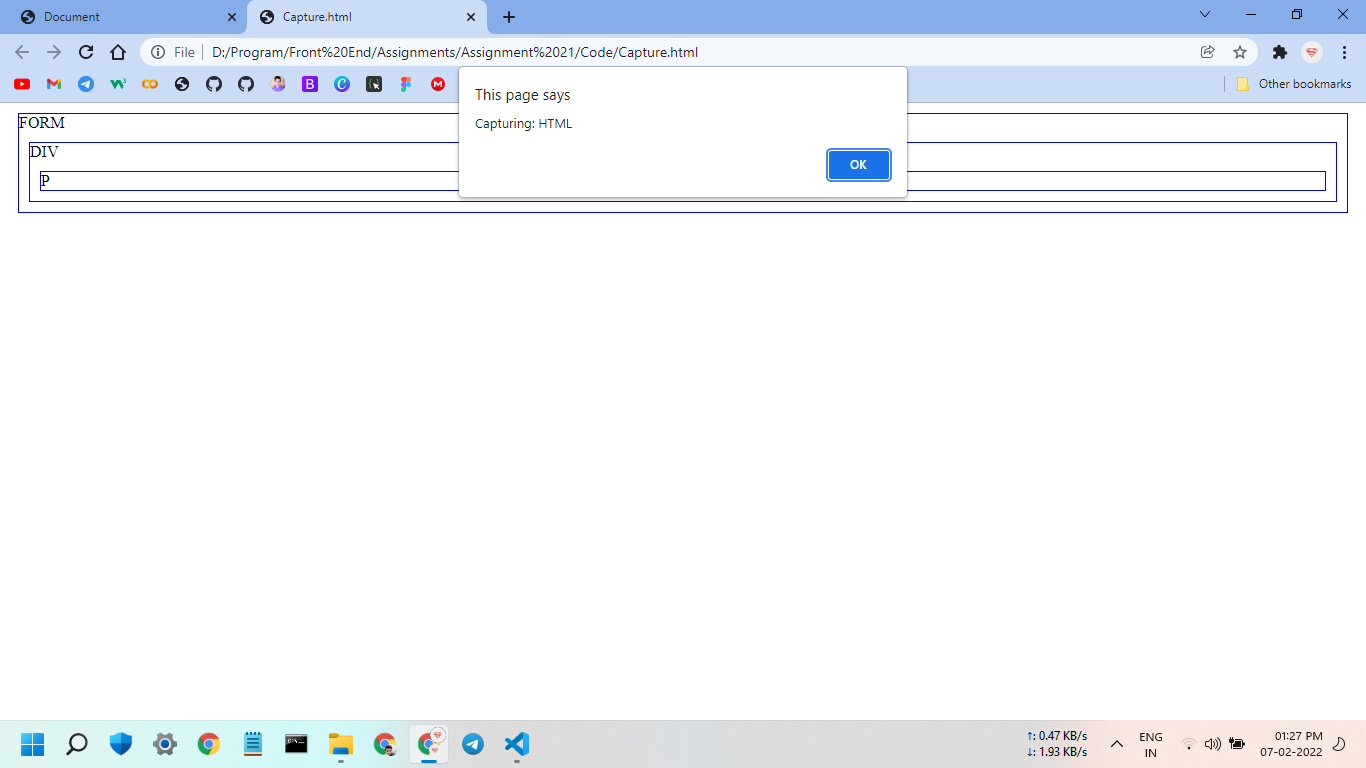 Document
Capture.html
File
D:/Program/Front%20End/Assignments/Assignment%2021/Code/Capture.html
Other bookmarks
This page says
Capturing: HTML
OK
FORM
DIV
P
↑: 0.47 KB/s
↓: 1.93 KB/s
ENG
IN
01:27 PM
07-02-2022